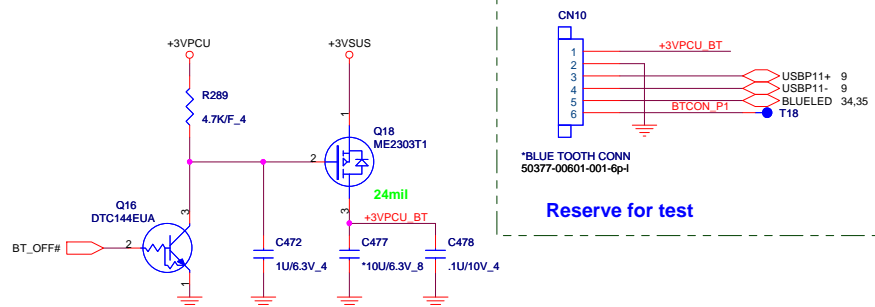 CN10
+3VPCU
+3VSUS
1
+3VPCU_BT
2
3
USBP11+ 9
4
USBP11- 9
5
BLUELED 34,35
6
BTCON_P1
T18
R289
4.7K/F_4
1
Q18
ME2303T1
2
*BLUE TOOTH CONN
50377-00601-001-6p-l
24mil
Reserve for test
Q16
DTC144EUA
3
3
+3VPCU_BT
BT_OFF#
2
C472
1U/6.3V_4
C477
*10U/6.3V_8
C478
.1U/10V_4
1